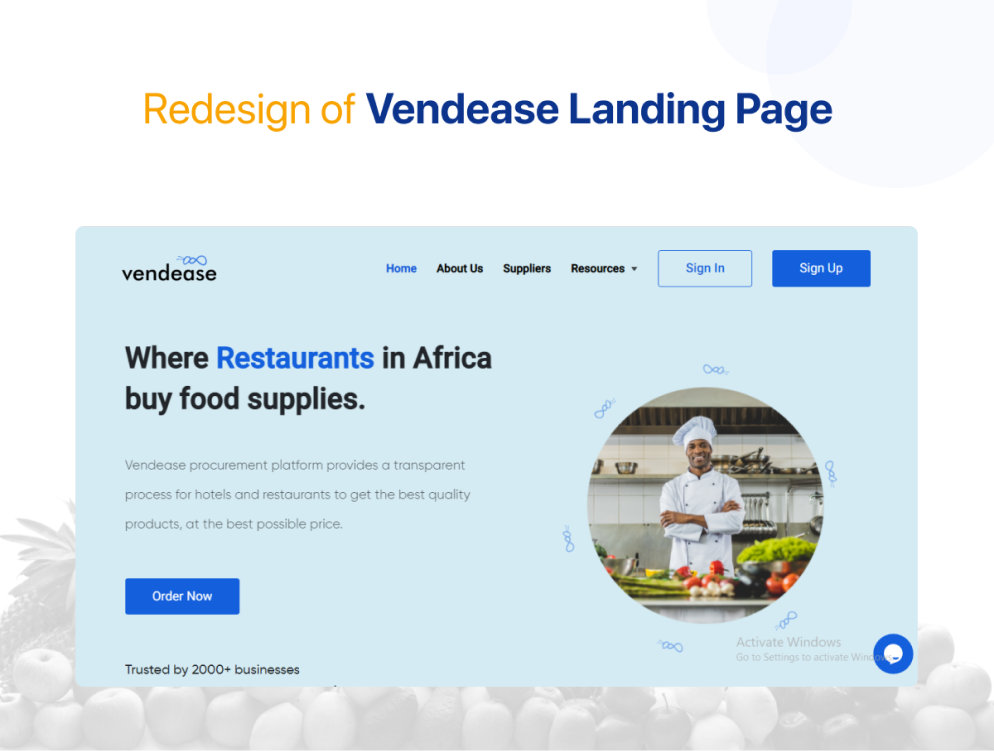 Redesign of Vendease Landing Page
vendease
Home About Us Suppliers Resources Sign In Sign Up
Where Restaurants in Africa
buy food supplies.
Vendease procurement platform provides a transparent
process for hotels and restaurants to get the best quality
products, at the best possible price.
Order Now
Trusted by 2000+ businesses
Activate Windows
Go to Settings to activate Windows.